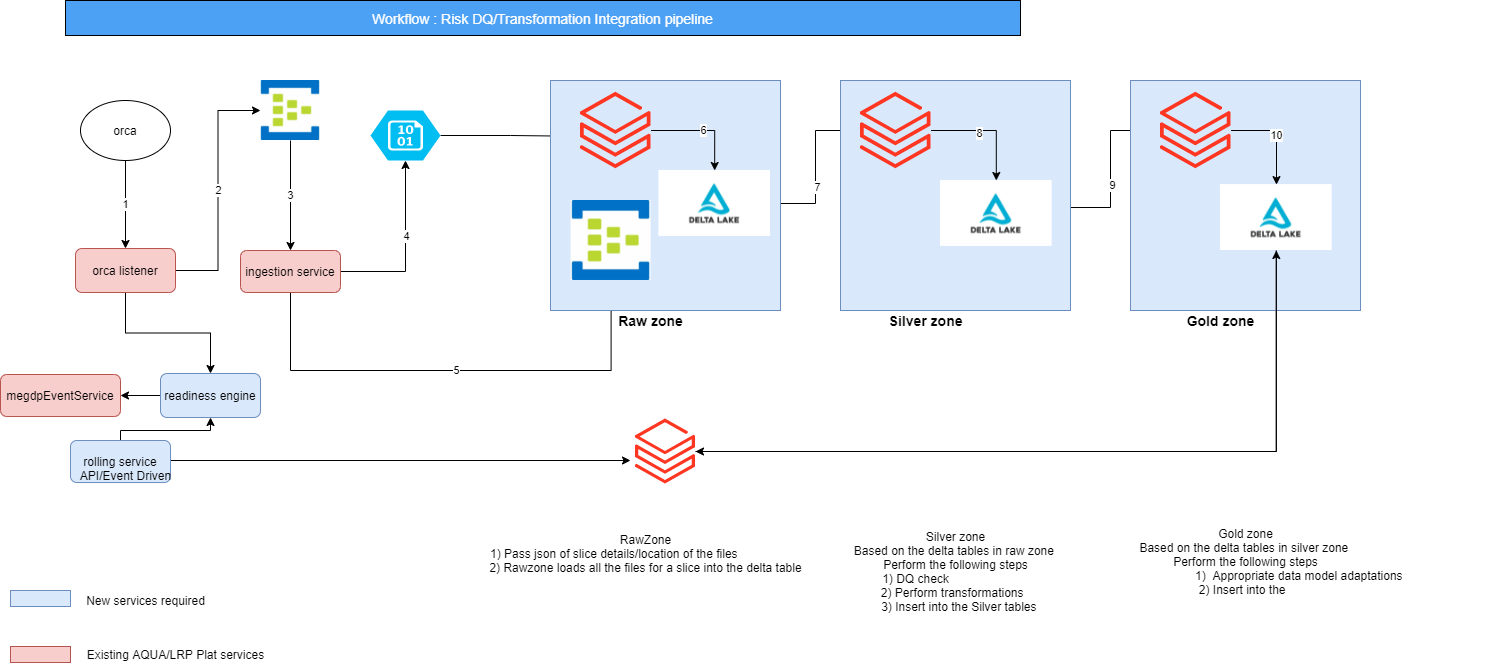 Workflow : Risk DQ/Transformation Integration pipeline
orca
1
2
3
4
10
01
6
DELTA LAKE
7
8
DELTA LAKE
9
10
DELTA LAKE
orca listener
ingestion service
Raw zone
Silver zone
Gold zone
5
megdpEventService
readiness engine
rolling service
API/Event Driven
RawZone
1) Pass json of slice details/location of the files
2) Rawzone loads all the files for a slice into the delta table
Silver zone
Based on the delta tables in raw zone
Perform the following steps
1) DQ check
2) Perform transformations
3) Insert into the Silver tables
Gold zone
Based on the delta tables in silver zone
Perform the following steps
1) Appropriate data model adaptations
2) Insert into the
New services required
Existing AQUA/LRP Plat services